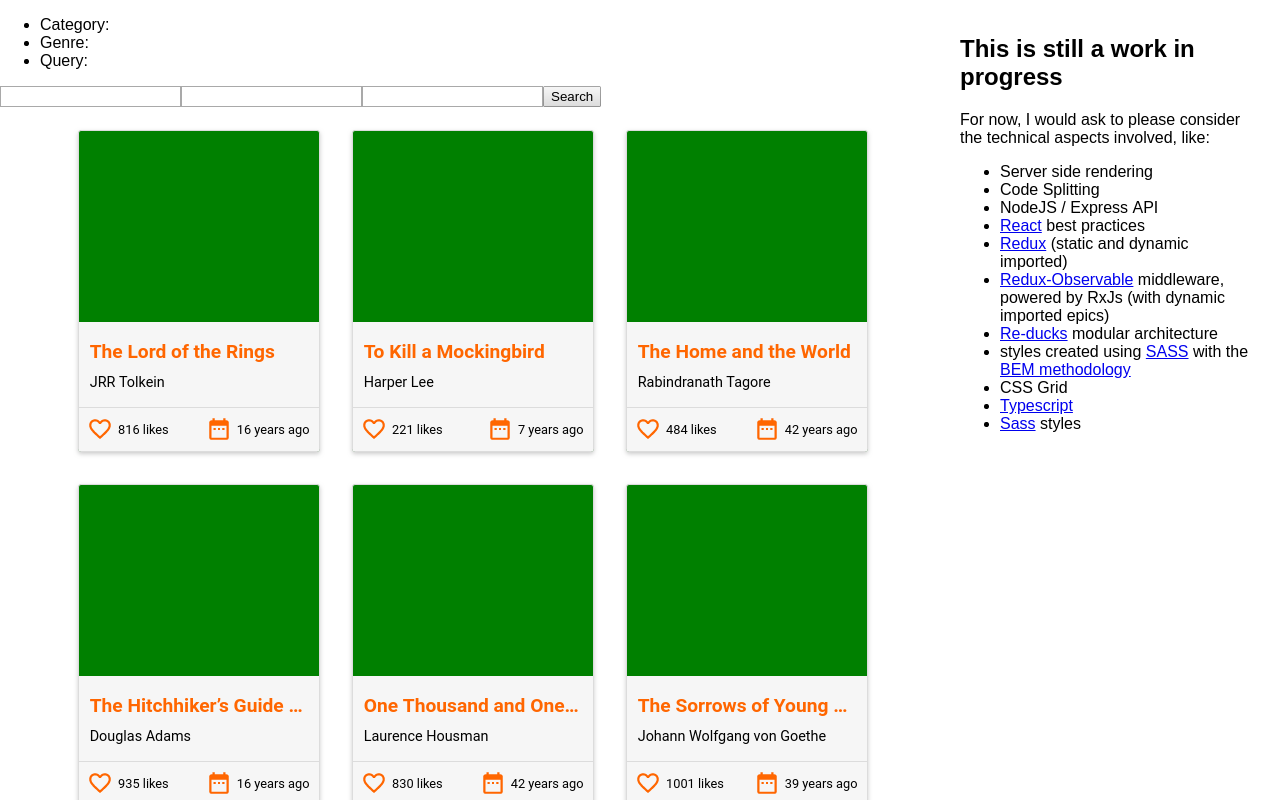 Category:
Genre:
Query:
Search
The Lord of the Rings
JRR Tolkein
816 likes
16 years ago
To Kill a Mockingbird
Harper Lee
221 likes
7 years ago
The Home and the World
Rabindranath Tagore
484 likes
42 years ago
The Hitchhiker’s Guide ...
Douglas Adams
935 likes
16 years ago
One Thousand and One...
Laurence Housman
830 likes
42 years ago
The Sorrows of Young ...
Johann Wolfgang von Goethe
1001 likes
39 years ago
This is still a work in
progress
For now, I would ask to please consider
the technical aspects involved, like:
Server side rendering
Code Splitting
NodeJS / Express API
React best practices
Redux (static and dynamic
imported)
Redux-Observable middleware,
powered by RxJs (with dynamic
imported epics)
Re-ducks modular architecture
styles created using SASS with the
BEM methodology
CSS Grid
Typescript
Sass styles